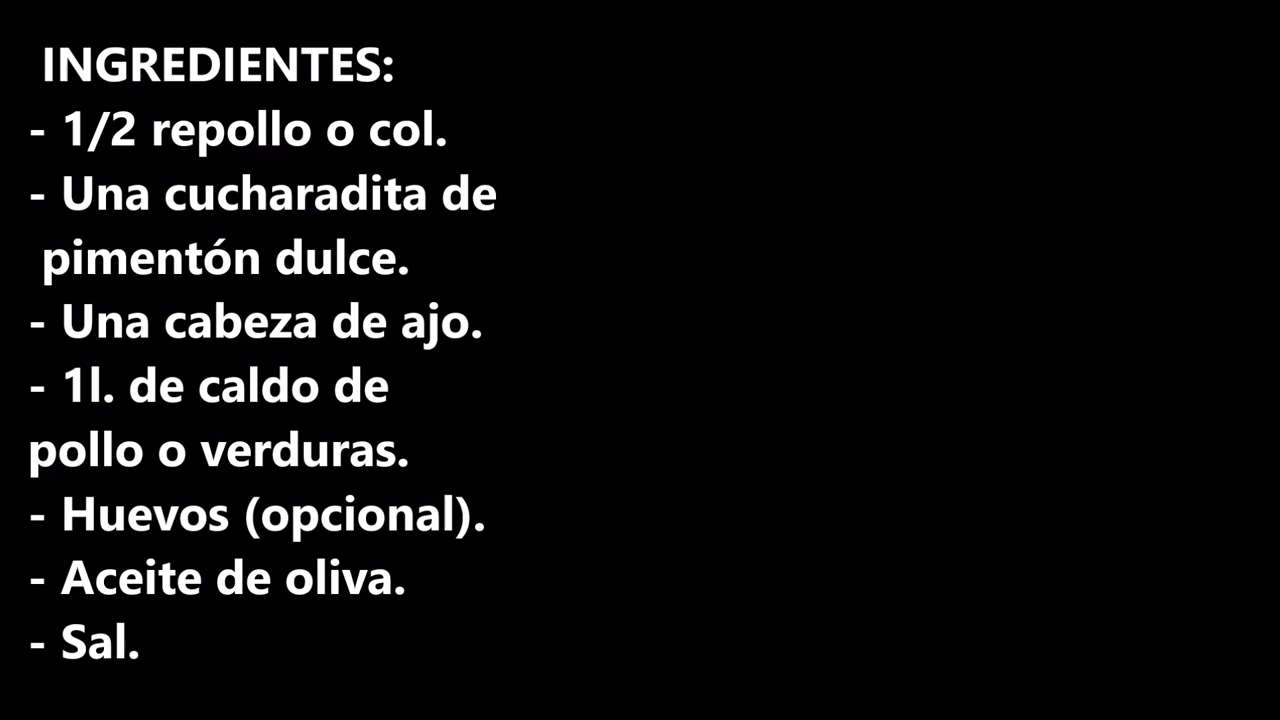 INGREDIENTES:
- 1/2 repollo o col.
- Una cucharadita de
pimentón dulce.
- Una cabeza de ajo.
- 1l. de caldo de
pollo o verduras.
- Huevos (opcional).
- Aceite de oliva.
- Sal.